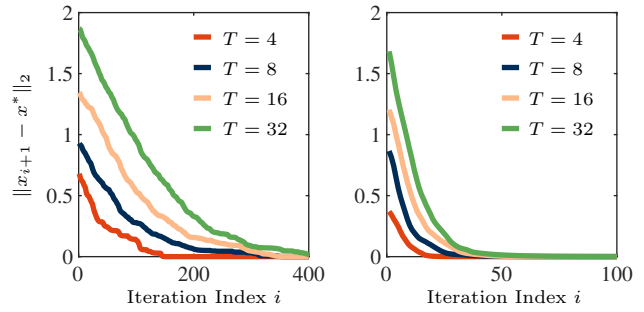 2
1.5
1
0.5
0
‖x_{i+1} − x^*‖_2
T = 4
T = 8
T = 16
T = 32
0
200
400
Iteration Index i
2
1.5
1
0.5
0
T = 4
T = 8
T = 16
T = 32
0
50
100
Iteration Index i